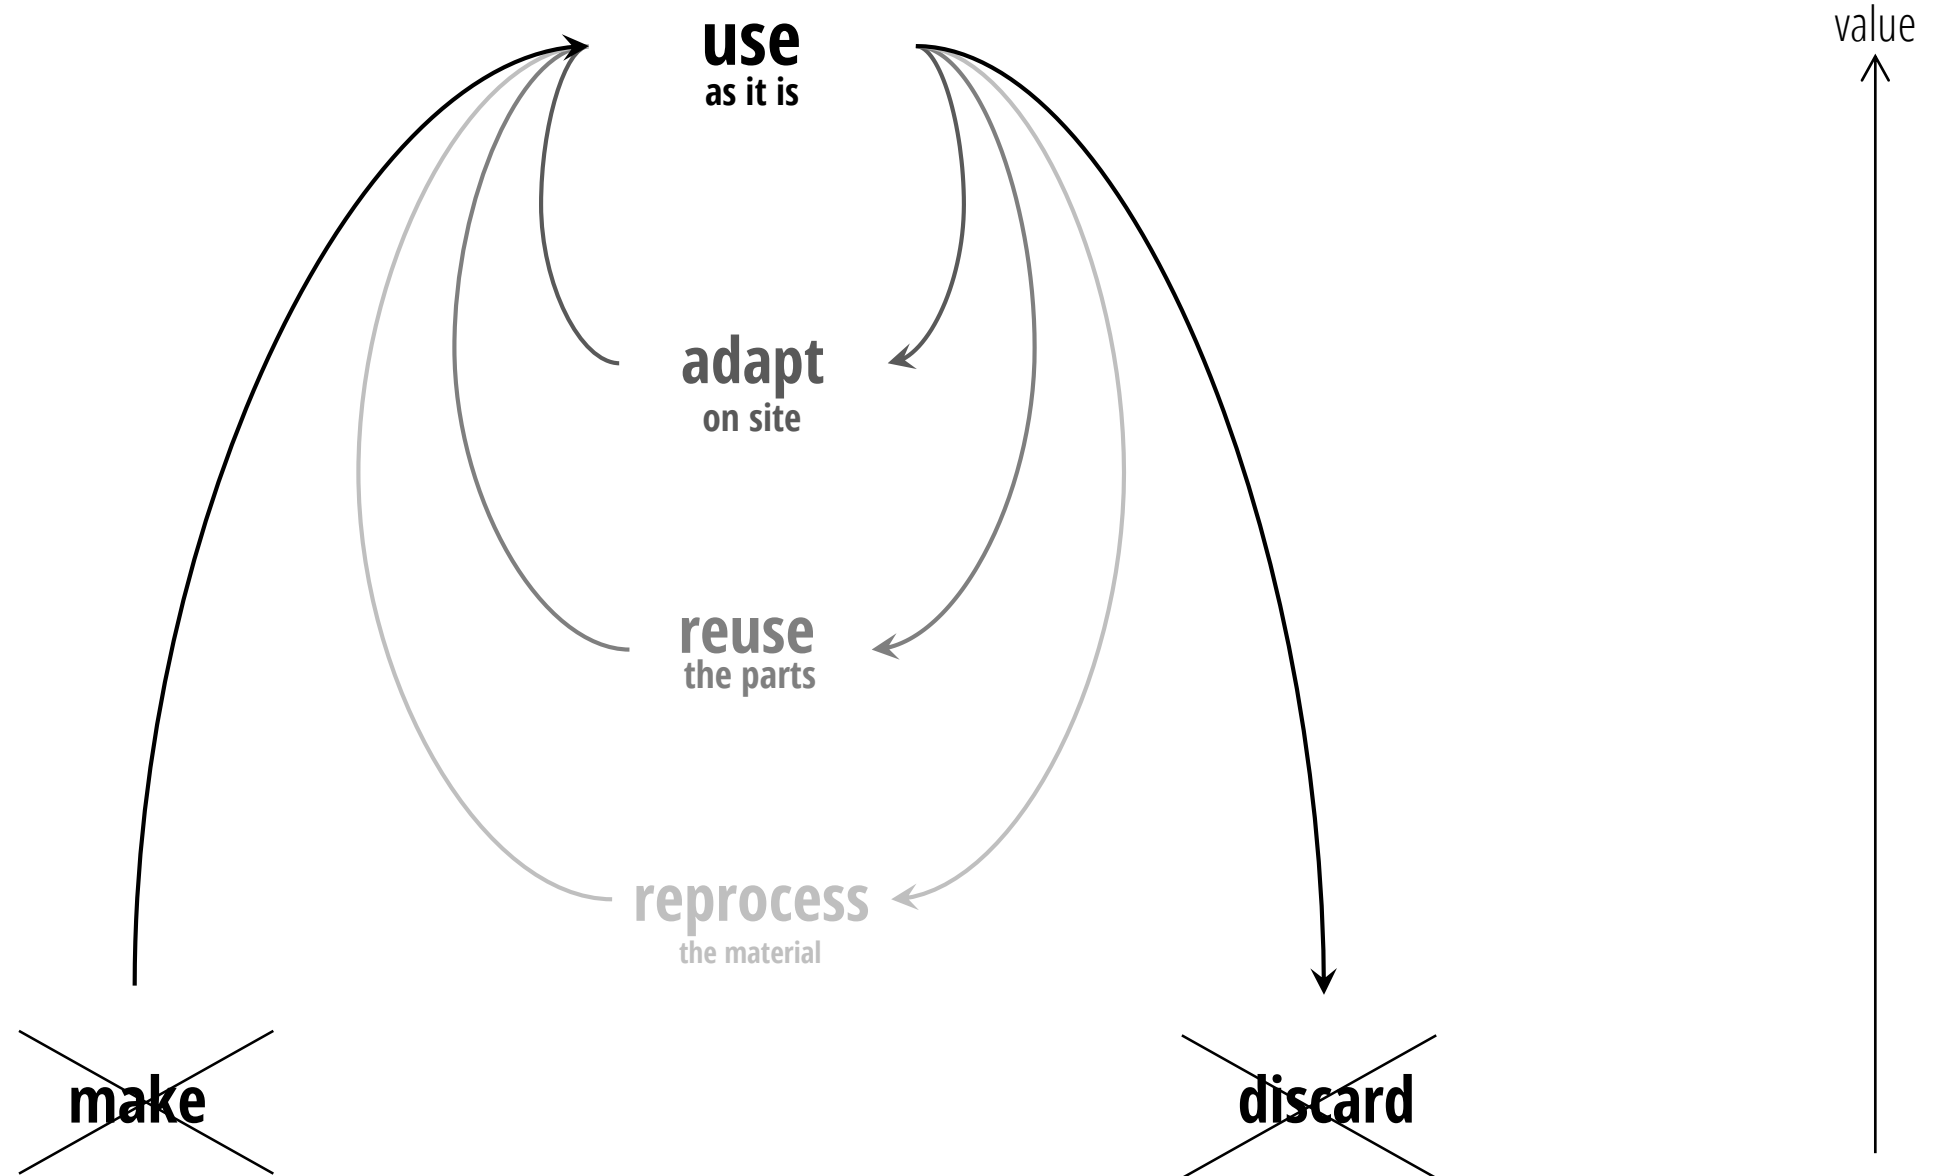 value
use
as it is
adapt
on site
reuse
the parts
reprocess
the material
make
discard